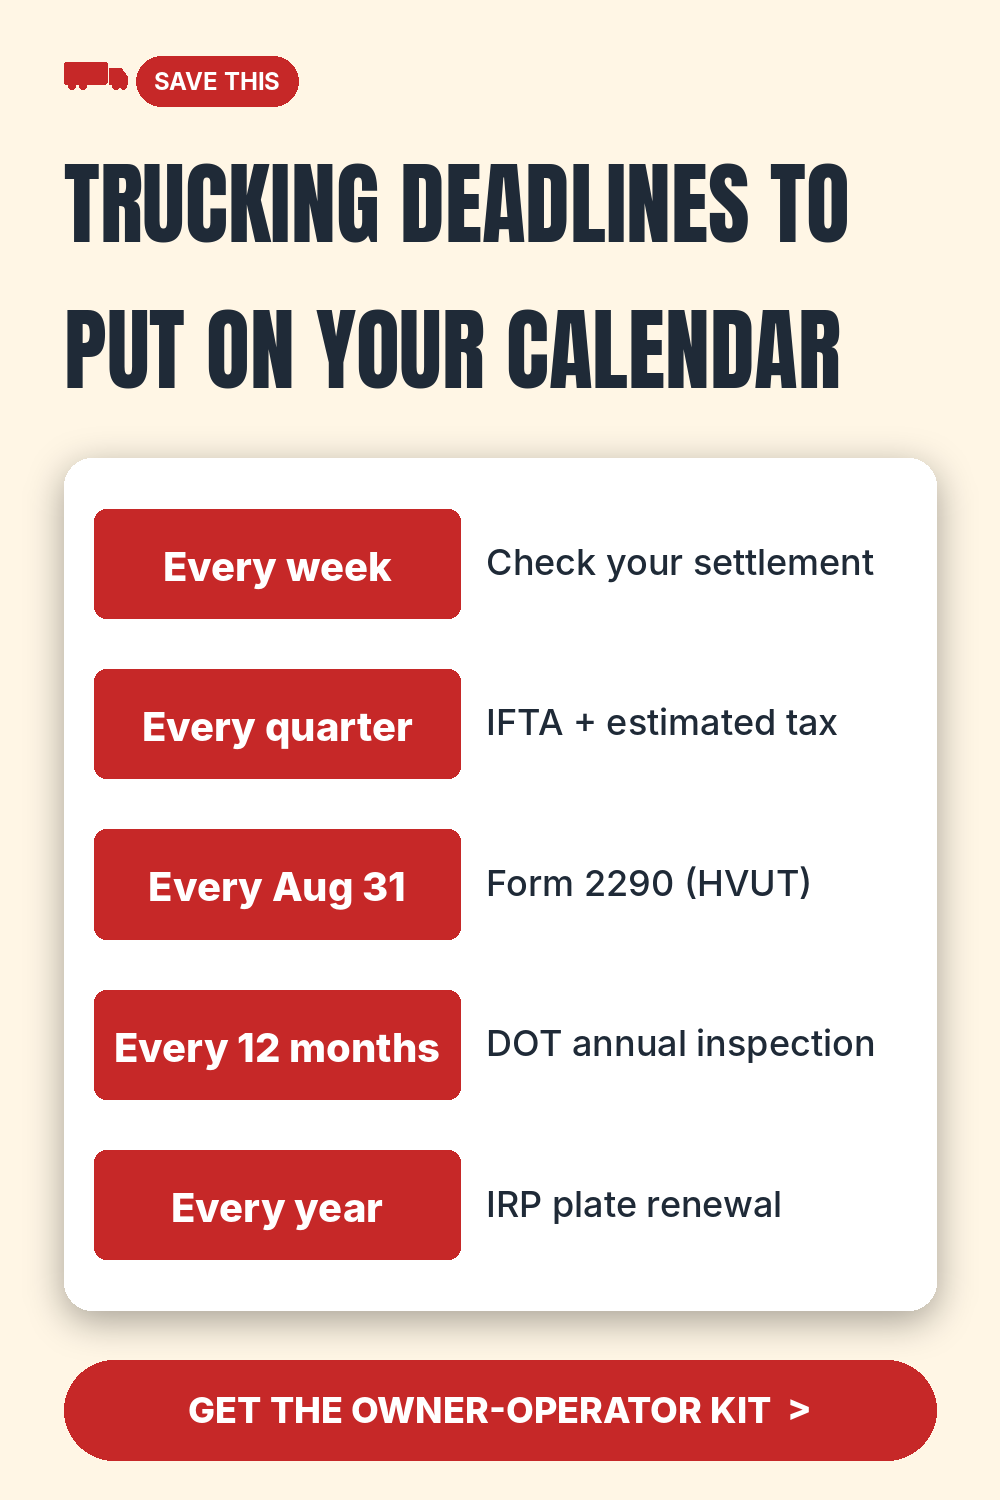 SAVE THIS
TRUCKING DEADLINES TO
PUT ON YOUR CALENDAR
Every week
Check your settlement
Every quarter
IFTA + estimated tax
Every Aug 31
Form 2290 (HVUT)
Every 12 months
DOT annual inspection
Every year
IRP plate renewal
GET THE OWNER-OPERATOR KIT >